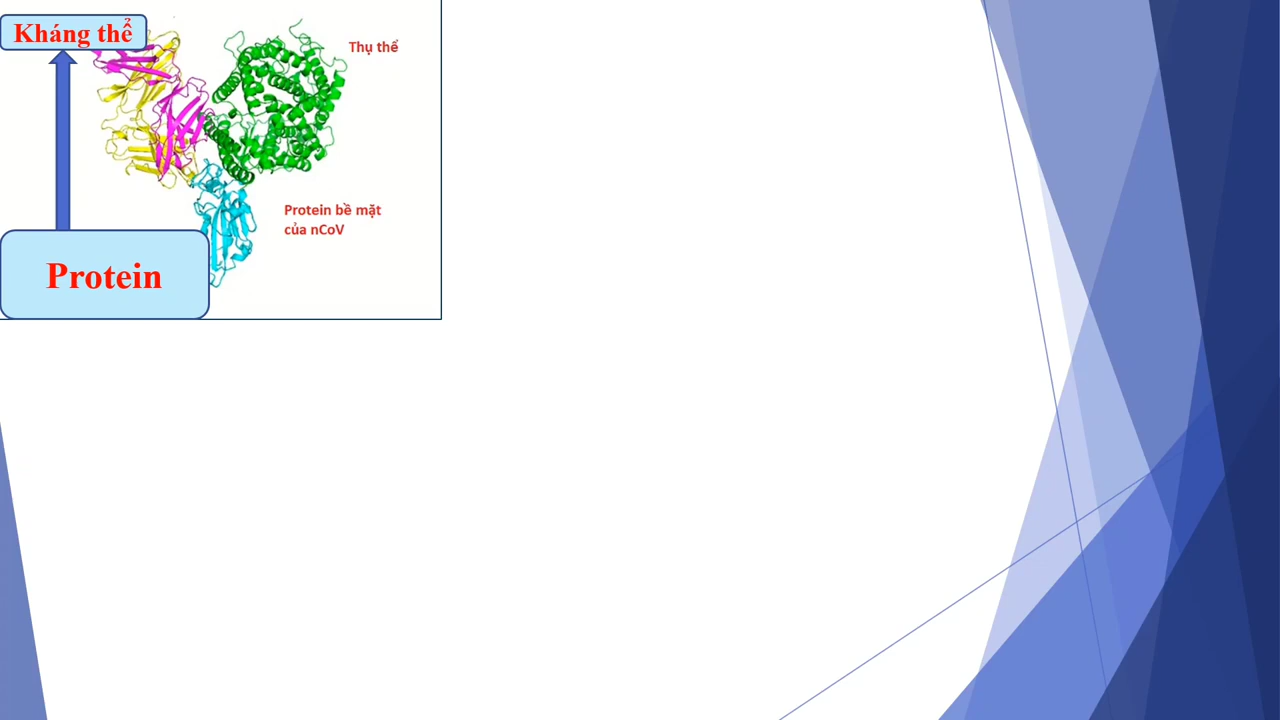 Kháng thể
Thụ thể
Protein bề mặt
của nCoV
Protein